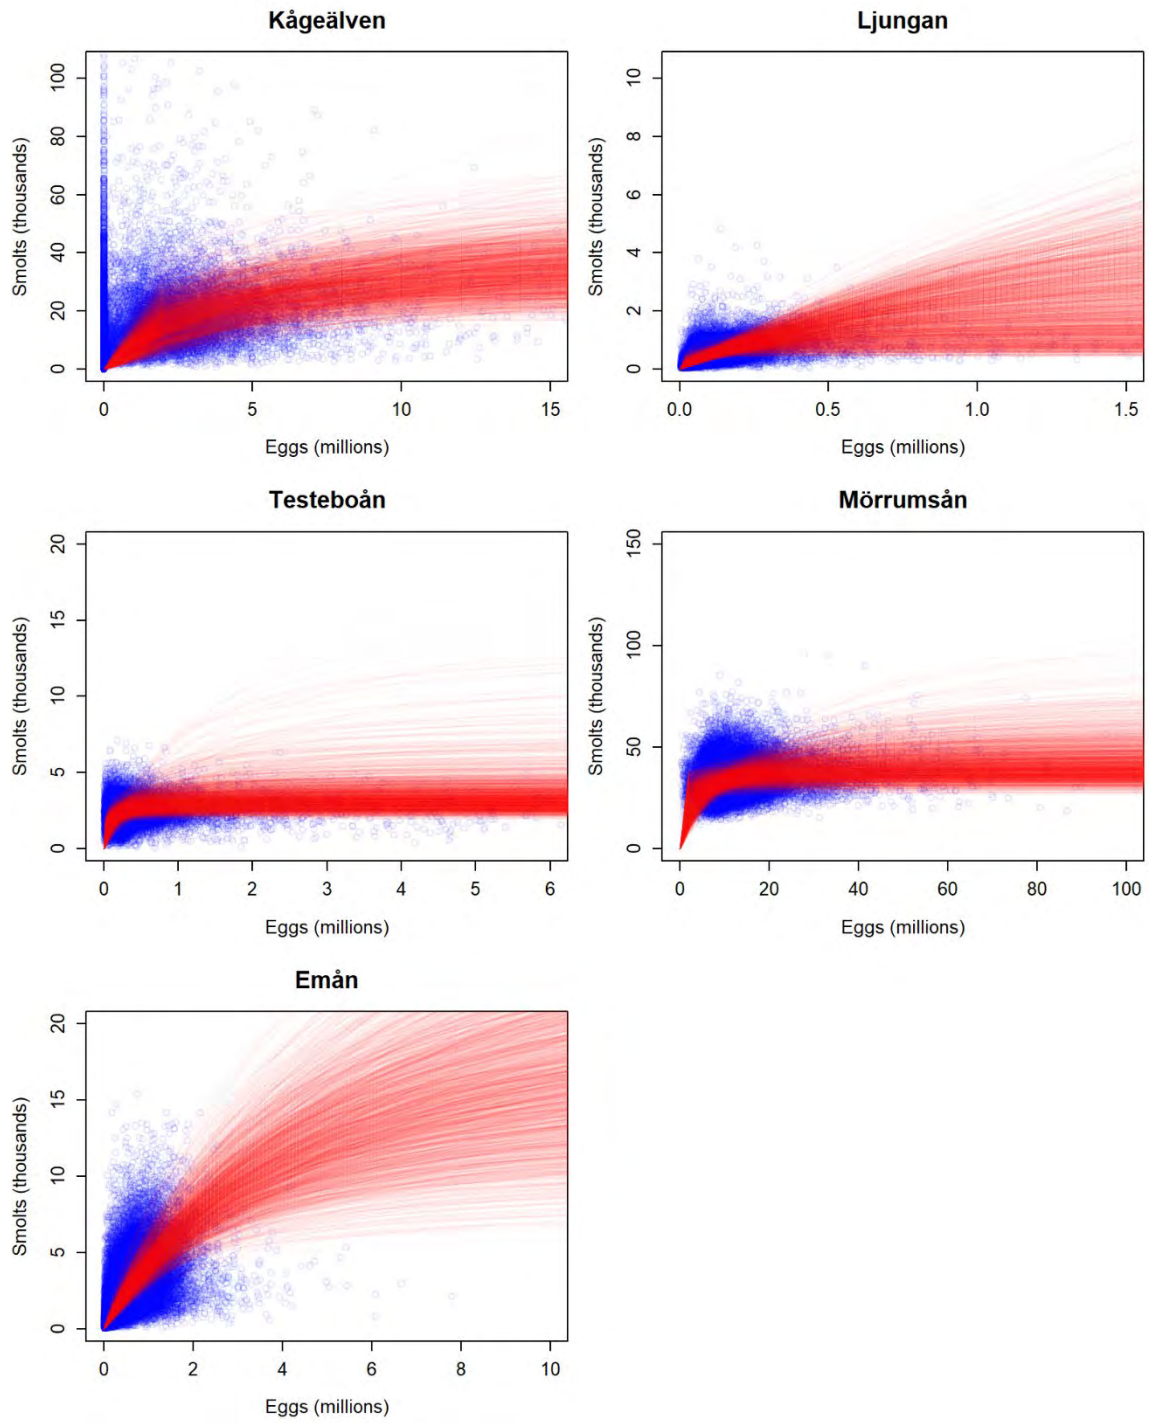 Kågeälven
Smolts (thousands)
0 20 40 60 80 100
0 5 10 15
Eggs (millions)
Ljungan
Smolts (thousands)
0 2 4 6 8 10
0.0 0.5 1.0 1.5
Eggs (millions)
Testeboån
Smolts (thousands)
0 5 10 15 20
0 1 2 3 4 5 6
Eggs (millions)
Mörrumsån
Smolts (thousands)
0 50 100 150
0 20 40 60 80 100
Eggs (millions)
Emån
Smolts (thousands)
0 5 10 15 20
0 2 4 6 8 10
Eggs (millions)